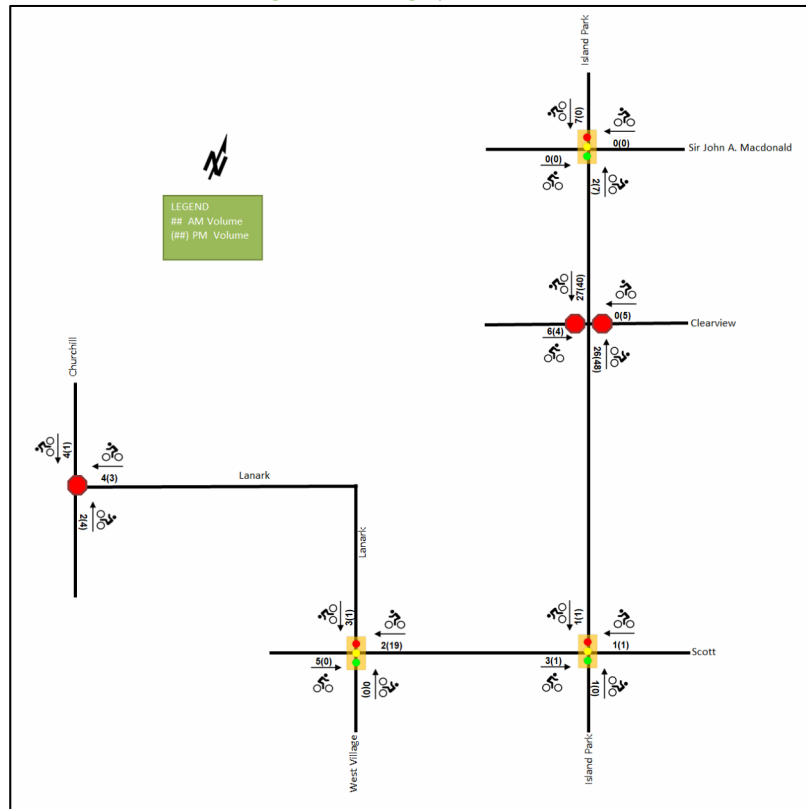 Island Park
7(0)
0(0)
Sir John A. Macdonald
0(0)
2(7)
N
LEGEND
## AM Volume
(##) PM Volume
27(40)
0(5)
Clearview
6(4)
26(48)
Churchill
4(1)
4(3)
Lanark
2(4)
Lanark
3(1)
2(19)
5(0)
0(0)
West Village
1(1)
1(1)
Scott
3(1)
1(0)
Island Park